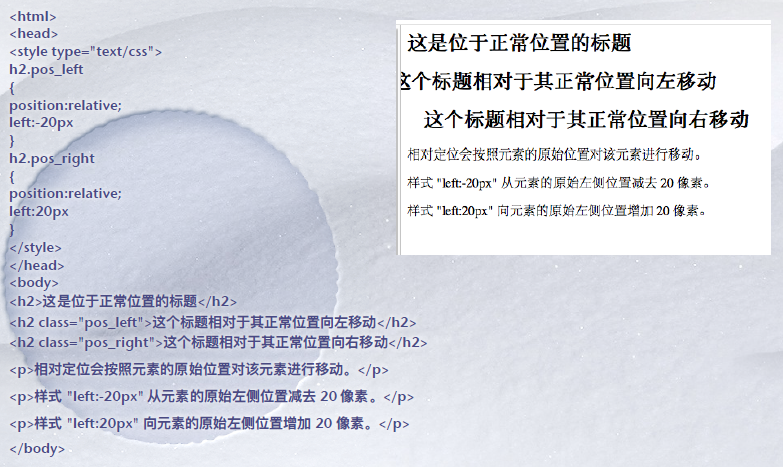 <html>
<head>
<style type="text/css">
h2.pos_left
{
position:relative;
left:-20px
}
h2.pos_right
{
position:relative;
left:20px
}
</style>
</head>
<body>
<h2>这是位于正常位置的标题</h2>
<h2 class="pos_left">这个标题相对于其正常位置向左移动</h2>
<h2 class="pos_right">这个标题相对于其正常位置向右移动</h2>
<p>相对定位会按照元素的原始位置对该元素进行移动。</p>
<p>样式 "left:-20px" 从元素的原始左侧位置减去 20 像素。</p>
<p>样式 "left:20px" 向元素的原始左侧位置增加 20 像素。</p>
</body>
这是位于正常位置的标题
这个标题相对于其正常位置向左移动
这个标题相对于其正常位置向右移动
相对定位会按照元素的原始位置对该元素进行移动。
样式 "left:-20px" 从元素的原始左侧位置减去 20 像素。
样式 "left:20px" 向元素的原始左侧位置增加 20 像素。